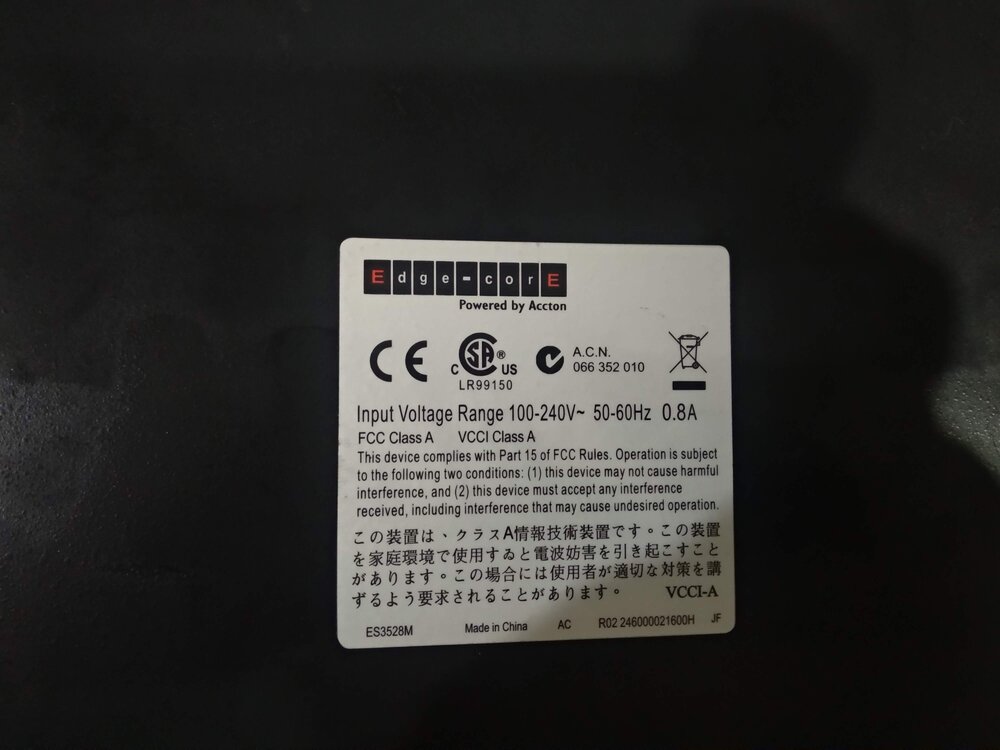 Edge-corE
Powered by Accton
CE
C SA ® US
LR99150
A.C.N.
066 352 010
Input Voltage Range 100-240V~ 50-60Hz 0.8A
FCC Class A VCCI Class A
This device complies with Part 15 of FCC Rules. Operation is subject
to the following two conditions: (1) this device may not cause harmful
interference, and (2) this device must accept any interference
received, including interference that may cause undesired operation.
この装置は、クラスA情報技術装置です。この装置
を家庭環境で使用すると電波妨害を引き起こすこと
があります。この場合には使用者が適切な対策を講
ずるよう要求されることがあります。 VCCI-A
ES3528M Made in China AC R02 246000021600H JF